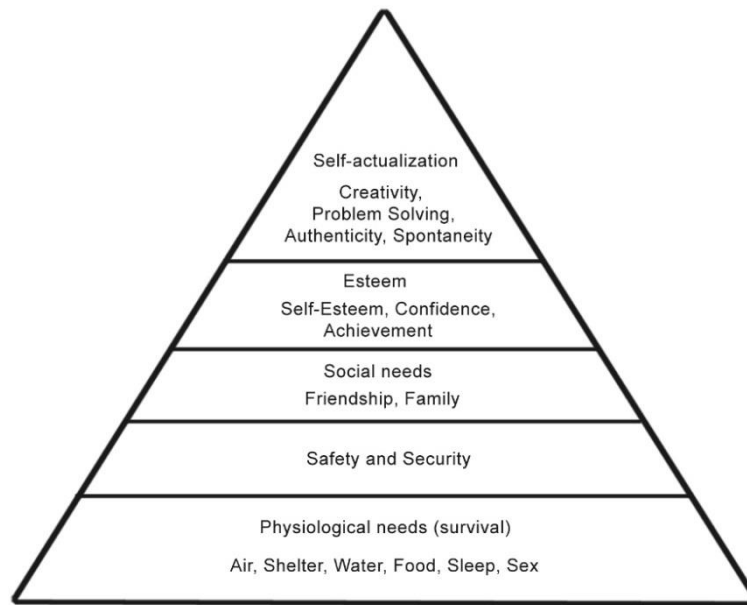 Self-actualization
Creativity,
Problem Solving,
Authenticity, Spontaneity
Esteem
Self-Esteem, Confidence,
Achievement
Social needs
Friendship, Family
Safety and Security
Physiological needs (survival)
Air, Shelter, Water, Food, Sleep, Sex